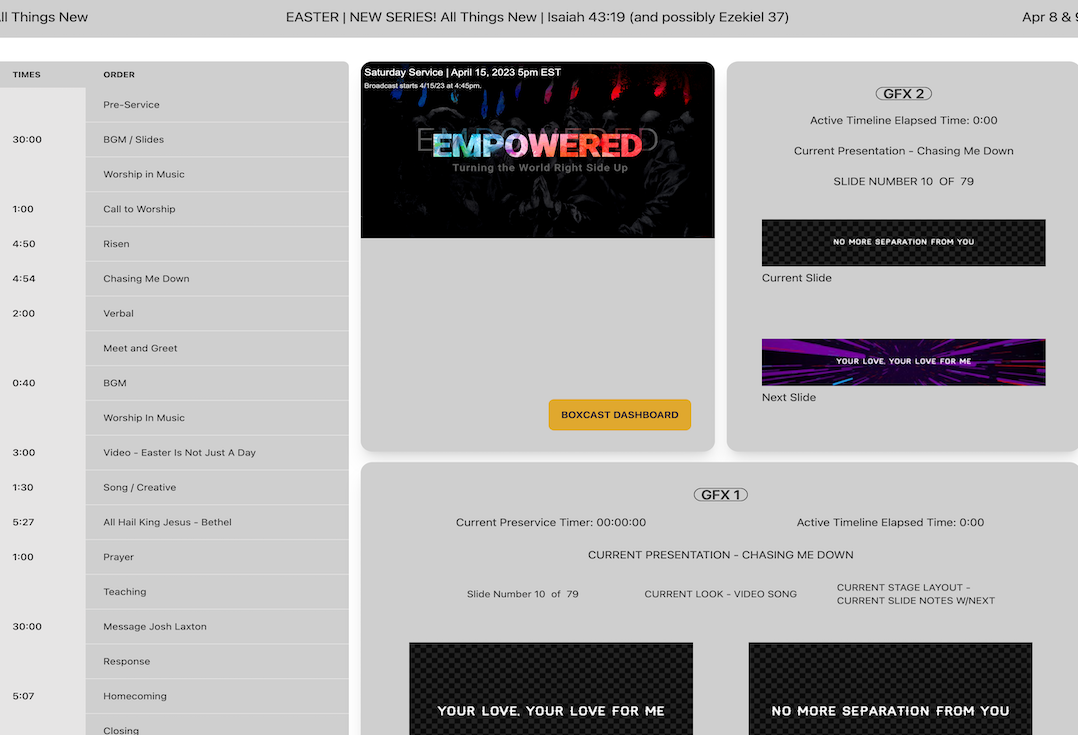 All Things New
EASTER | NEW SERIES! All Things New | Isaiah 43:19 (and possibly Ezekiel 37)
Apr 8 & 9
TIMES
ORDER
Pre-Service
30:00
BGM / Slides
Worship in Music
1:00
Call to Worship
4:50
Risen
4:54
Chasing Me Down
2:00
Verbal
Meet and Greet
0:40
BGM
Worship In Music
3:00
Video - Easter Is Not Just A Day
1:30
Song / Creative
5:27
All Hail King Jesus - Bethel
1:00
Prayer
Teaching
30:00
Message Josh Laxton
Response
5:07
Homecoming
Closing
Saturday Service | April 15, 2023 5pm EST
Broadcast starts 4/15/23 at 4:45pm.
EMPOWERED
EMPOWERED
Turning the World Right Side Up
BOXCAST DASHBOARD
GFX 2
Active Timeline Elapsed Time: 0:00
Current Presentation - Chasing Me Down
SLIDE NUMBER 10 OF 79
NO MORE SEPARATION FROM YOU
Current Slide
YOUR LOVE, YOUR LOVE FOR ME
Next Slide
GFX 1
Current Preservice Timer: 00:00:00
Active Timeline Elapsed Time: 0:00
CURRENT PRESENTATION - CHASING ME DOWN
Slide Number 10 of 79
CURRENT LOOK - VIDEO SONG
CURRENT STAGE LAYOUT -
CURRENT SLIDE NOTES W/NEXT
YOUR LOVE, YOUR LOVE FOR ME
NO MORE SEPARATION FROM YOU